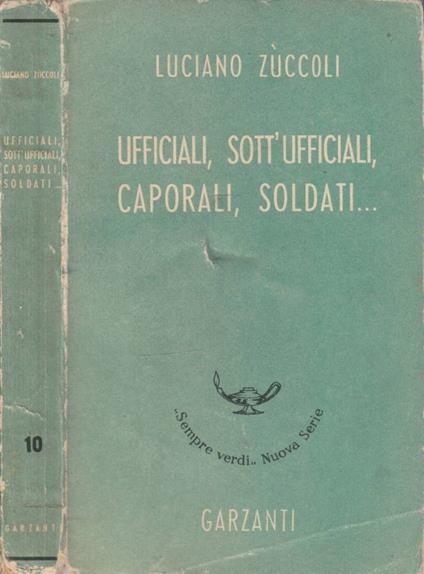 LUCIANO ZÙCCOLI
UFFICIALI,
SOTT'UFFICIALI,
CAPORALI,
SOLDATI...
10
GARZANTI
LUCIANO ZÙCCOLI
UFFICIALI, SOTT'UFFICIALI,
CAPORALI, SOLDATI...
„Sempre verdi„ Nuova Serie
GARZANTI